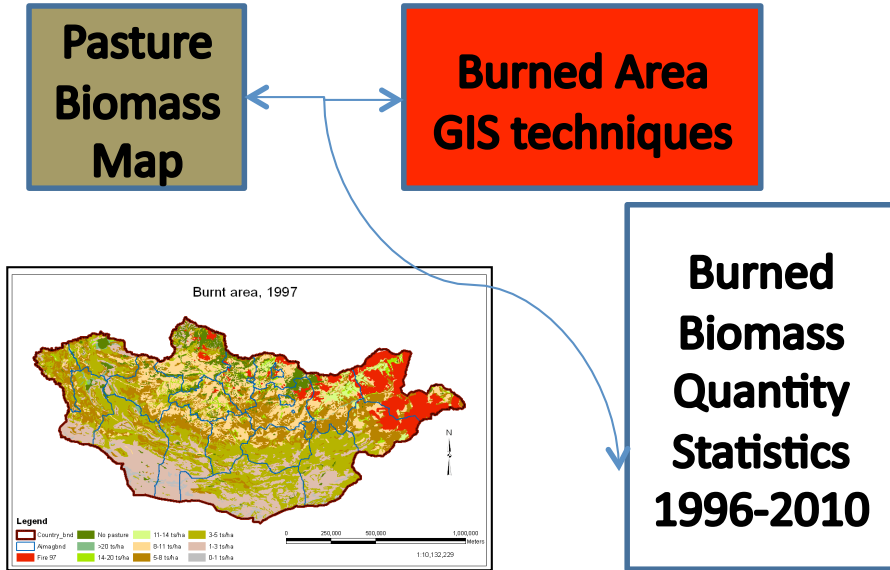 Pasture
Biomass
Map
Burned Area
GIS techniques
Burned
Biomass
Quantity
Statistics
1996-2010
Burnt area, 1997
N
Legend
Country_bnd
Aimagbnd
Fire 97
No pasture
>20 ts/ha
14-20 ts/ha
11-14 ts/ha
8-11 ts/ha
5-8 ts/ha
3-5 ts/ha
1-3 ts/ha
0-1 ts/ha
0 250,000 500,000 1,000,000
Meters
1:10,132,229